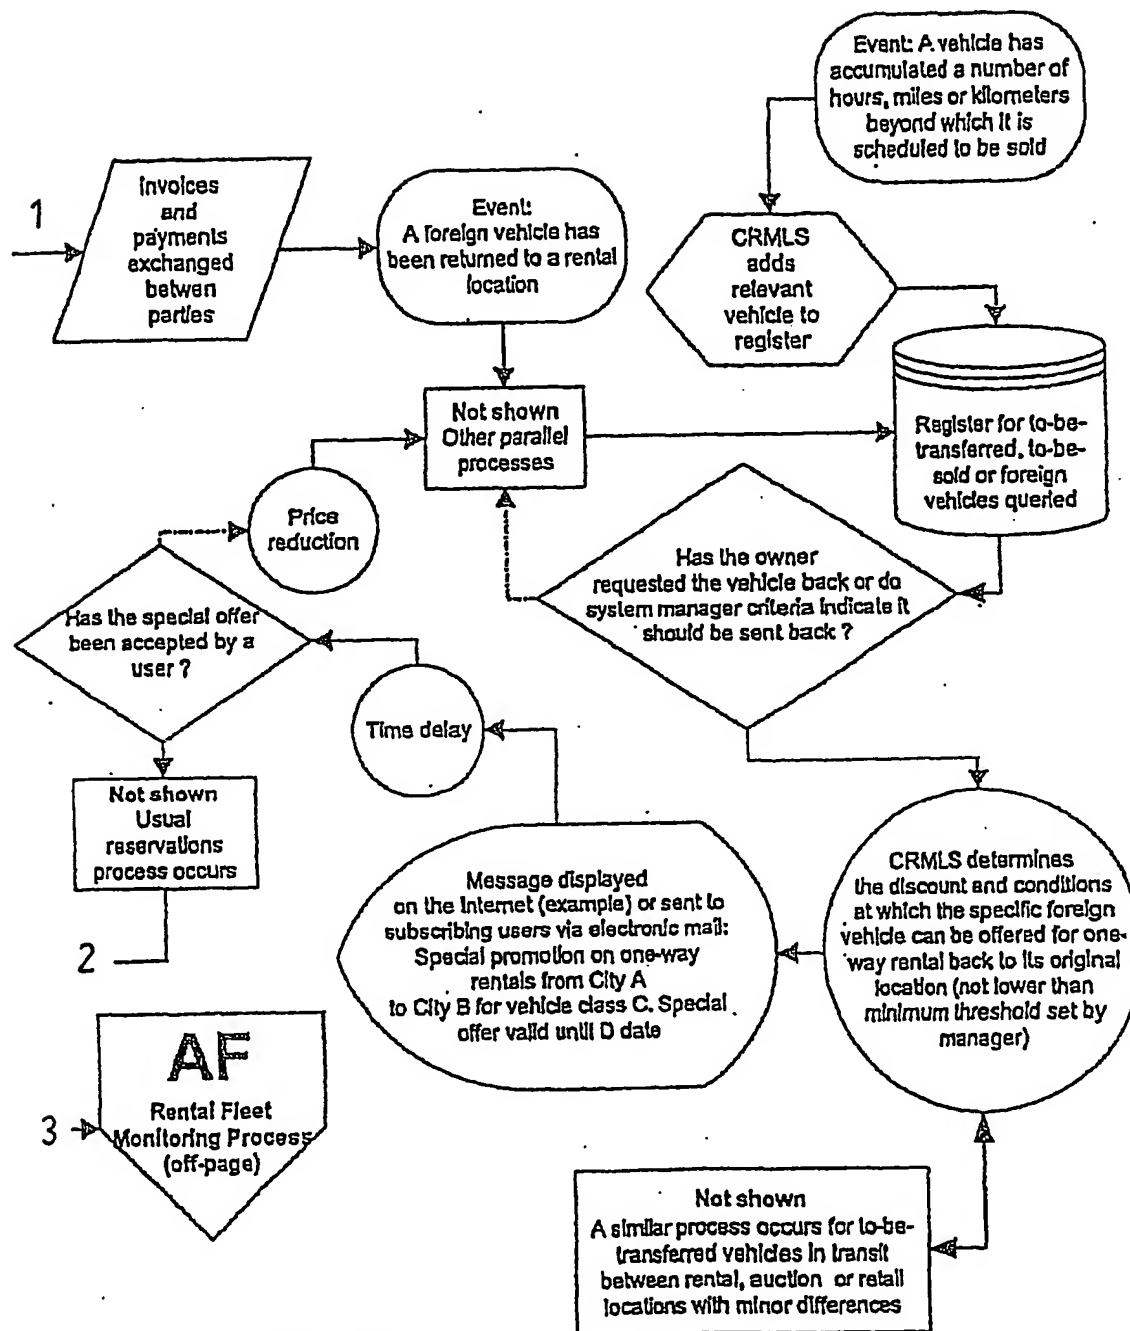 Event: A vehicle has
accumulated a number of
hours, miles or kilometers
beyond which it is
scheduled to be sold
1
Invoices
and
payments
exchanged
betwen
parties
Event:
A foreign vehicle has
been returned to a rental
location
CRMLS
adds
relevant
vehicle to
register
Not shown
Other parallel
processes
Register for to-be-
transferred, to-be-
sold or foreign
vehicles queried
Price
reduction
Has the owner
requested the vehicle back or do
system manager criteria indicate it
should be sent back ?
Has the special offer
been accepted by a
user ?
Time delay
Not shown
Usual
reservations
process occurs
2
Message displayed
on the Internet (example) or sent to
subscribing users via electronic mail:
Special promotion on one-way
rentals from City A
to City B for vehicle class C. Special
offer valid until D date
CRMLS determines
the discount and conditions
at which the specific foreign
vehicle can be offered for one-
way rental back to its original
location (not lower than
minimum threshold set by
manager)
3
AF
Rental Fleet
Monitoring Process
(off-page)
Not shown
A similar process occurs for to-be-
transferred vehicles in transit
between rental, auction or retail
locations with minor differences